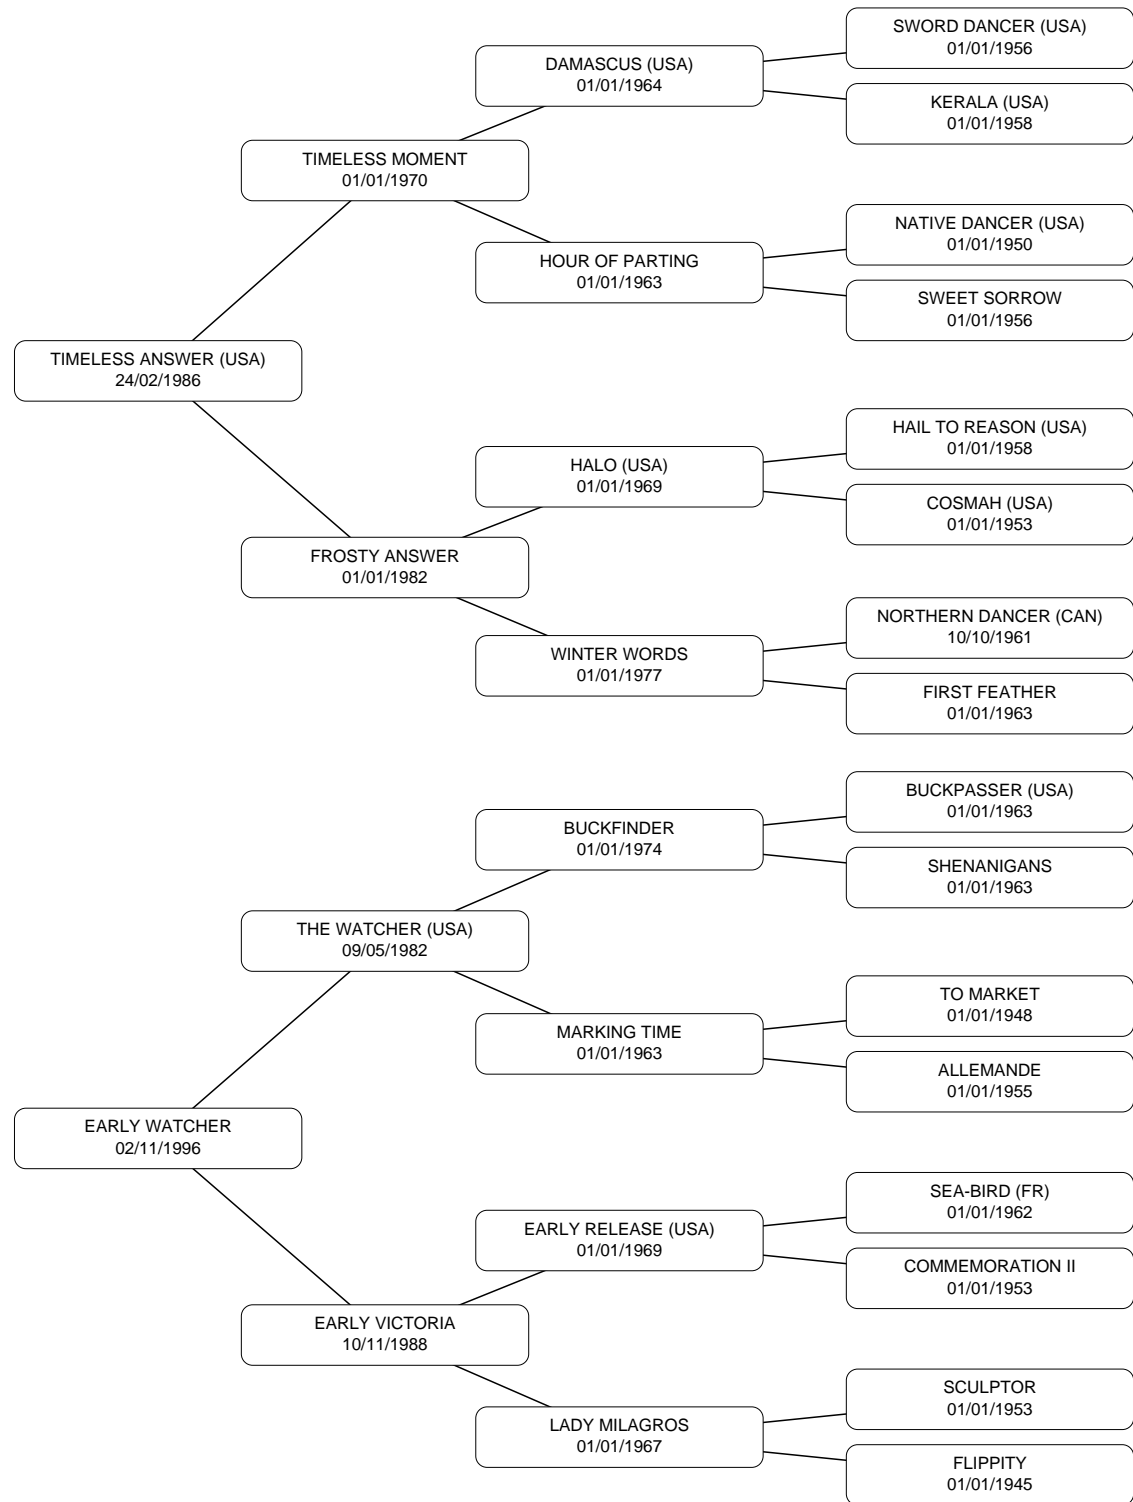 SWORD DANCER (USA)
01/01/1956
DAMASCUS (USA)
01/01/1964
KERALA (USA)
01/01/1958
TIMELESS MOMENT
01/01/1970
NATIVE DANCER (USA)
01/01/1950
HOUR OF PARTING
01/01/1963
SWEET SORROW
01/01/1956
TIMELESS ANSWER (USA)
24/02/1986
HAIL TO REASON (USA)
01/01/1958
HALO (USA)
01/01/1969
COSMAH (USA)
01/01/1953
FROSTY ANSWER
01/01/1982
NORTHERN DANCER (CAN)
10/10/1961
WINTER WORDS
01/01/1977
FIRST FEATHER
01/01/1963
BUCKPASSER (USA)
01/01/1963
BUCKFINDER
01/01/1974
SHENANIGANS
01/01/1963
THE WATCHER (USA)
09/05/1982
TO MARKET
01/01/1948
MARKING TIME
01/01/1963
ALLEMANDE
01/01/1955
EARLY WATCHER
02/11/1996
SEA-BIRD (FR)
01/01/1962
EARLY RELEASE (USA)
01/01/1969
COMMEMORATION II
01/01/1953
EARLY VICTORIA
10/11/1988
SCULPTOR
01/01/1953
LADY MILAGROS
01/01/1967
FLIPPITY
01/01/1945